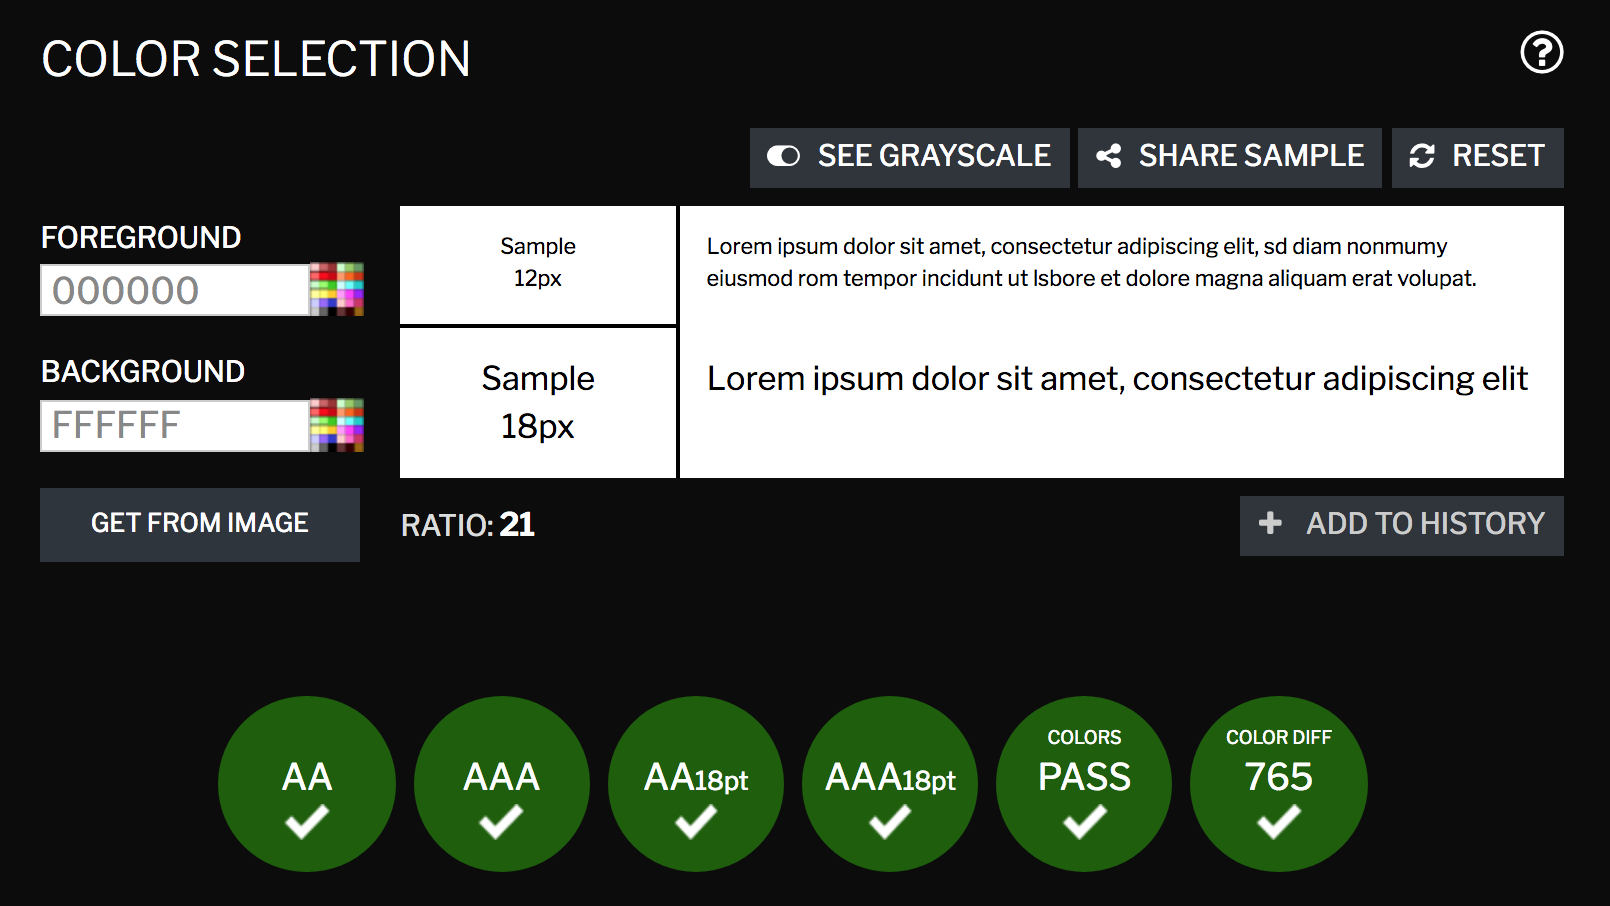 COLOR SELECTION
SEE GRAYSCALE
SHARE SAMPLE
RESET
FOREGROUND
000000
BACKGROUND
FFFFFF
GET FROM IMAGE
Sample
12px
Sample
18px
Lorem ipsum dolor sit amet, consectetur adipiscing elit, sd diam nonmumy
eiusmod rom tempor incidunt ut lsbore et dolore magna aliquam erat volupat.
Lorem ipsum dolor sit amet, consectetur adipiscing elit
RATIO: 21
ADD TO HISTORY
AA
AAA
AA18pt
AAA18pt
COLORS
PASS
COLOR DIFF
765